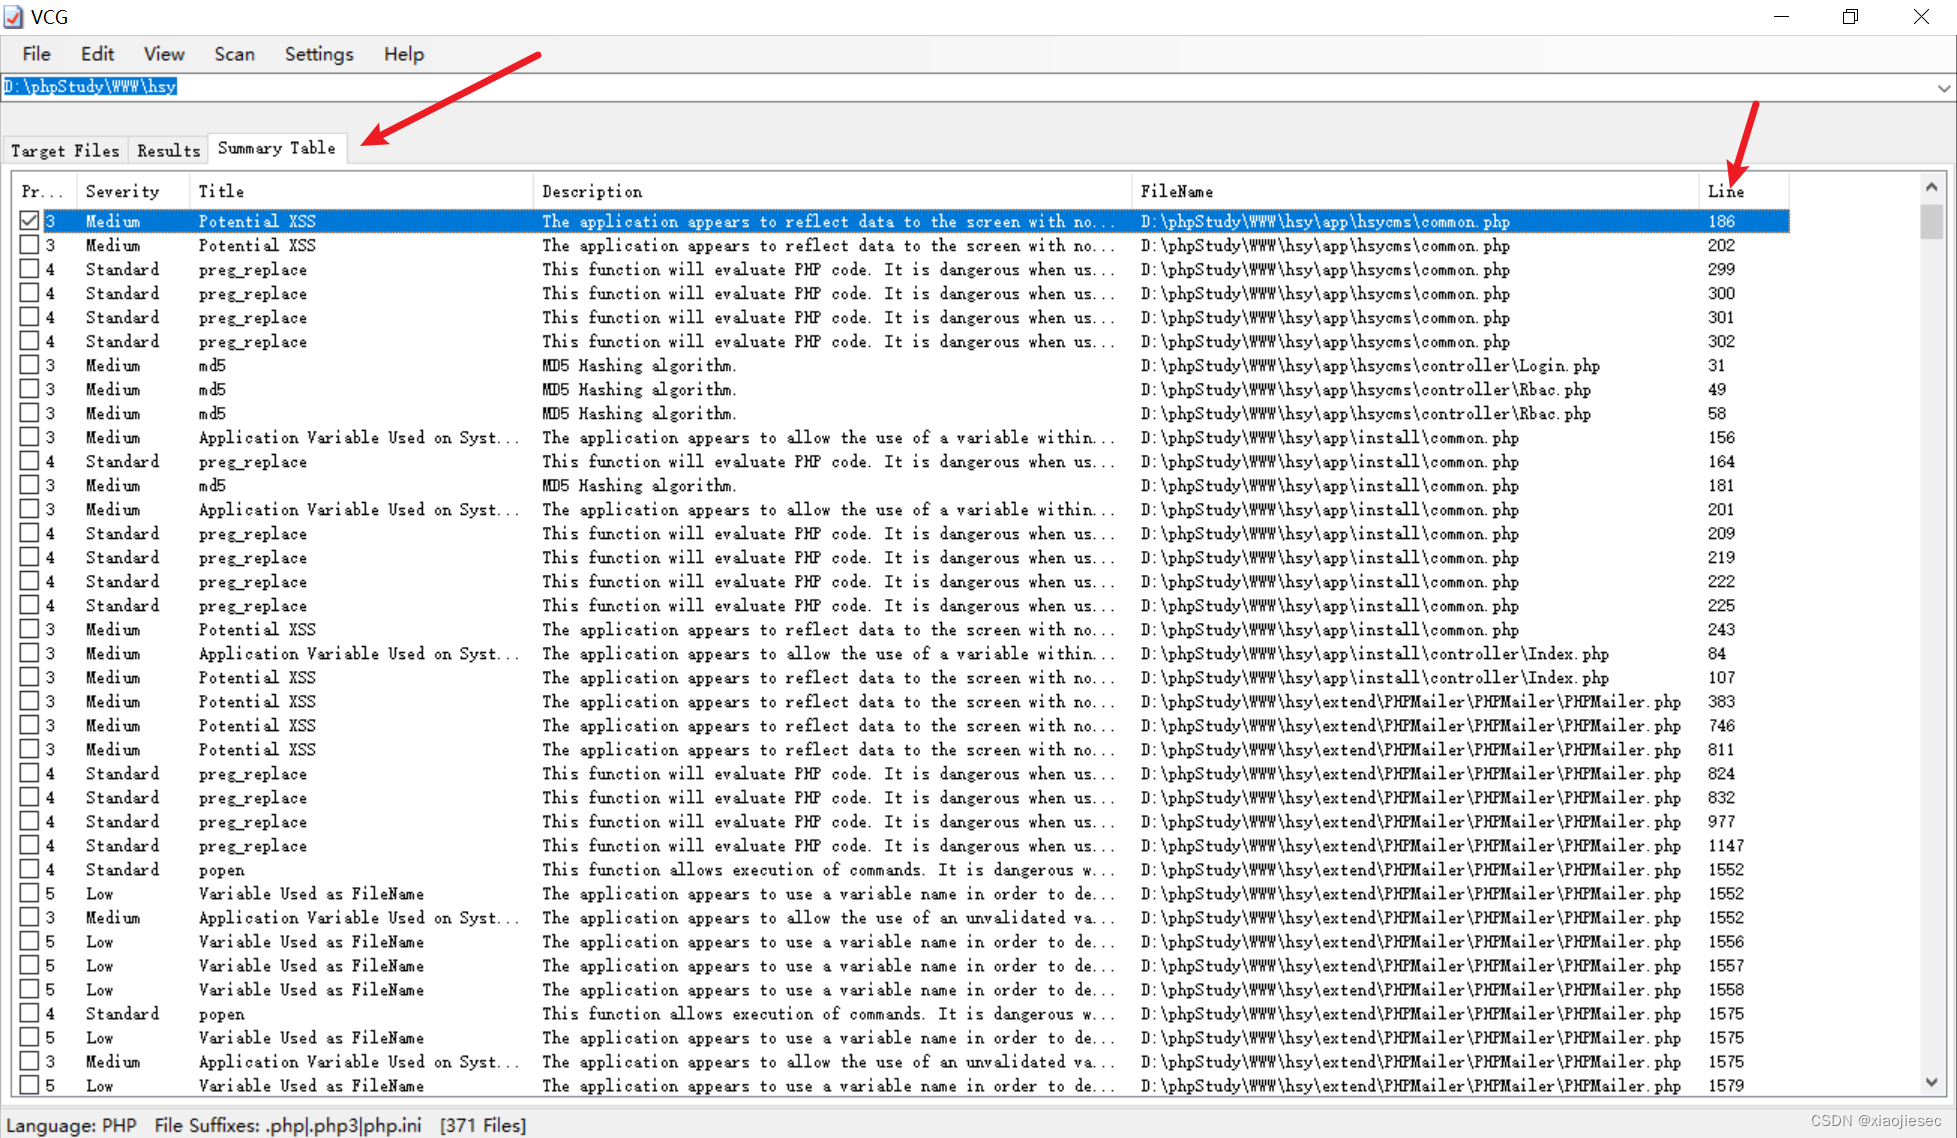 VCG
File Edit View Scan Settings Help
D:\phpStudy\WWW\hsy
Target Files Results Summary Table
Pr... Severity Title Description FileName Line
3 Medium Potential XSS The application appears to reflect data to the screen with no... D:\phpStudy\WWW\hsy\app\hsycms\common.php 186
3 Medium Potential XSS The application appears to reflect data to the screen with no... D:\phpStudy\WWW\hsy\app\hsycms\common.php 202
4 Standard preg_replace This function will evaluate PHP code. It is dangerous when us... D:\phpStudy\WWW\hsy\app\hsycms\common.php 299
4 Standard preg_replace This function will evaluate PHP code. It is dangerous when us... D:\phpStudy\WWW\hsy\app\hsycms\common.php 300
4 Standard preg_replace This function will evaluate PHP code. It is dangerous when us... D:\phpStudy\WWW\hsy\app\hsycms\common.php 301
4 Standard preg_replace This function will evaluate PHP code. It is dangerous when us... D:\phpStudy\WWW\hsy\app\hsycms\common.php 302
3 Medium md5 MD5 Hashing algorithm. D:\phpStudy\WWW\hsy\app\hsycms\controller\Login.php 31
3 Medium md5 MD5 Hashing algorithm. D:\phpStudy\WWW\hsy\app\hsycms\controller\Rbac.php 49
3 Medium md5 MD5 Hashing algorithm. D:\phpStudy\WWW\hsy\app\hsycms\controller\Rbac.php 58
3 Medium Application Variable Used on Syst... The application appears to allow the use of a variable within... D:\phpStudy\WWW\hsy\app\install\common.php 156
4 Standard preg_replace This function will evaluate PHP code. It is dangerous when us... D:\phpStudy\WWW\hsy\app\install\common.php 164
3 Medium md5 MD5 Hashing algorithm. D:\phpStudy\WWW\hsy\app\install\common.php 181
3 Medium Application Variable Used on Syst... The application appears to allow the use of a variable within... D:\phpStudy\WWW\hsy\app\install\common.php 201
4 Standard preg_replace This function will evaluate PHP code. It is dangerous when us... D:\phpStudy\WWW\hsy\app\install\common.php 209
4 Standard preg_replace This function will evaluate PHP code. It is dangerous when us... D:\phpStudy\WWW\hsy\app\install\common.php 219
4 Standard preg_replace This function will evaluate PHP code. It is dangerous when us... D:\phpStudy\WWW\hsy\app\install\common.php 222
4 Standard preg_replace This function will evaluate PHP code. It is dangerous when us... D:\phpStudy\WWW\hsy\app\install\common.php 225
3 Medium Potential XSS The application appears to reflect data to the screen with no... D:\phpStudy\WWW\hsy\app\install\common.php 243
3 Medium Application Variable Used on Syst... The application appears to allow the use of a variable within... D:\phpStudy\WWW\hsy\app\install\controller\Index.php 84
3 Medium Potential XSS The application appears to reflect data to the screen with no... D:\phpStudy\WWW\hsy\app\install\controller\Index.php 107
3 Medium Potential XSS The application appears to reflect data to the screen with no... D:\phpStudy\WWW\hsy\extend\PHPMailer\PHPMailer\PHPMailer.php 383
3 Medium Potential XSS The application appears to reflect data to the screen with no... D:\phpStudy\WWW\hsy\extend\PHPMailer\PHPMailer\PHPMailer.php 746
3 Medium Potential XSS The application appears to reflect data to the screen with no... D:\phpStudy\WWW\hsy\extend\PHPMailer\PHPMailer\PHPMailer.php 811
4 Standard preg_replace This function will evaluate PHP code. It is dangerous when us... D:\phpStudy\WWW\hsy\extend\PHPMailer\PHPMailer\PHPMailer.php 824
4 Standard preg_replace This function will evaluate PHP code. It is dangerous when us... D:\phpStudy\WWW\hsy\extend\PHPMailer\PHPMailer\PHPMailer.php 832
4 Standard preg_replace This function will evaluate PHP code. It is dangerous when us... D:\phpStudy\WWW\hsy\extend\PHPMailer\PHPMailer\PHPMailer.php 977
4 Standard preg_replace This function will evaluate PHP code. It is dangerous when us... D:\phpStudy\WWW\hsy\extend\PHPMailer\PHPMailer\PHPMailer.php 1147
4 Standard popen This function allows execution of commands. It is dangerous w... D:\phpStudy\WWW\hsy\extend\PHPMailer\PHPMailer\PHPMailer.php 1552
5 Low Variable Used as FileName The application appears to use a variable name in order to de... D:\phpStudy\WWW\hsy\extend\PHPMailer\PHPMailer\PHPMailer.php 1552
3 Medium Application Variable Used on Syst... The application appears to allow the use of an unvalidated va... D:\phpStudy\WWW\hsy\extend\PHPMailer\PHPMailer\PHPMailer.php 1552
5 Low Variable Used as FileName The application appears to use a variable name in order to de... D:\phpStudy\WWW\hsy\extend\PHPMailer\PHPMailer\PHPMailer.php 1556
5 Low Variable Used as FileName The application appears to use a variable name in order to de... D:\phpStudy\WWW\hsy\extend\PHPMailer\PHPMailer\PHPMailer.php 1557
5 Low Variable Used as FileName The application appears to use a variable name in order to de... D:\phpStudy\WWW\hsy\extend\PHPMailer\PHPMailer\PHPMailer.php 1558
4 Standard popen This function allows execution of commands. It is dangerous w... D:\phpStudy\WWW\hsy\extend\PHPMailer\PHPMailer\PHPMailer.php 1575
5 Low Variable Used as FileName The application appears to use a variable name in order to de... D:\phpStudy\WWW\hsy\extend\PHPMailer\PHPMailer\PHPMailer.php 1575
3 Medium Application Variable Used on Syst... The application appears to allow the use of an unvalidated va... D:\phpStudy\WWW\hsy\extend\PHPMailer\PHPMailer\PHPMailer.php 1575
5 Low Variable Used as FileName The application appears to use a variable name in order to de... D:\phpStudy\WWW\hsy\extend\PHPMailer\PHPMailer\PHPMailer.php 1579
Language: PHP File Suffixes: .php|.php3|php.ini [371 Files]
CSDN @xiaojiesec